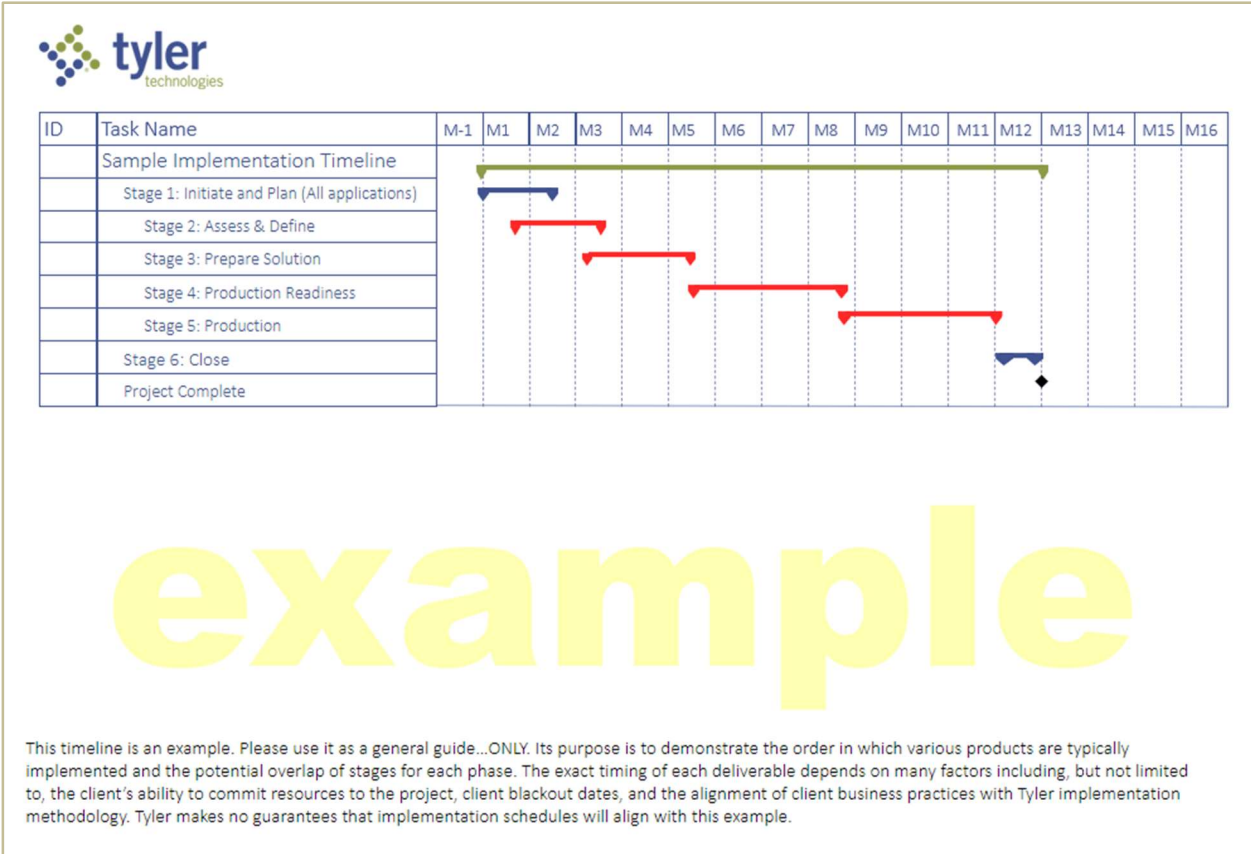 tyler
technologies
ID Task Name M-1 M1 M2 M3 M4 M5 M6 M7 M8 M9 M10 M11 M12 M13 M14 M15 M16
Sample Implementation Timeline
Stage 1: Initiate and Plan (All applications)
Stage 2: Assess & Define
Stage 3: Prepare Solution
Stage 4: Production Readiness
Stage 5: Production
Stage 6: Close
Project Complete
example
This timeline is an example. Please use it as a general guide...ONLY. Its purpose is to demonstrate the order in which various products are typically
implemented and the potential overlap of stages for each phase. The exact timing of each deliverable depends on many factors including, but not limited
to, the client's ability to commit resources to the project, client blackout dates, and the alignment of client business practices with Tyler implementation
methodology. Tyler makes no guarantees that implementation schedules will align with this example.